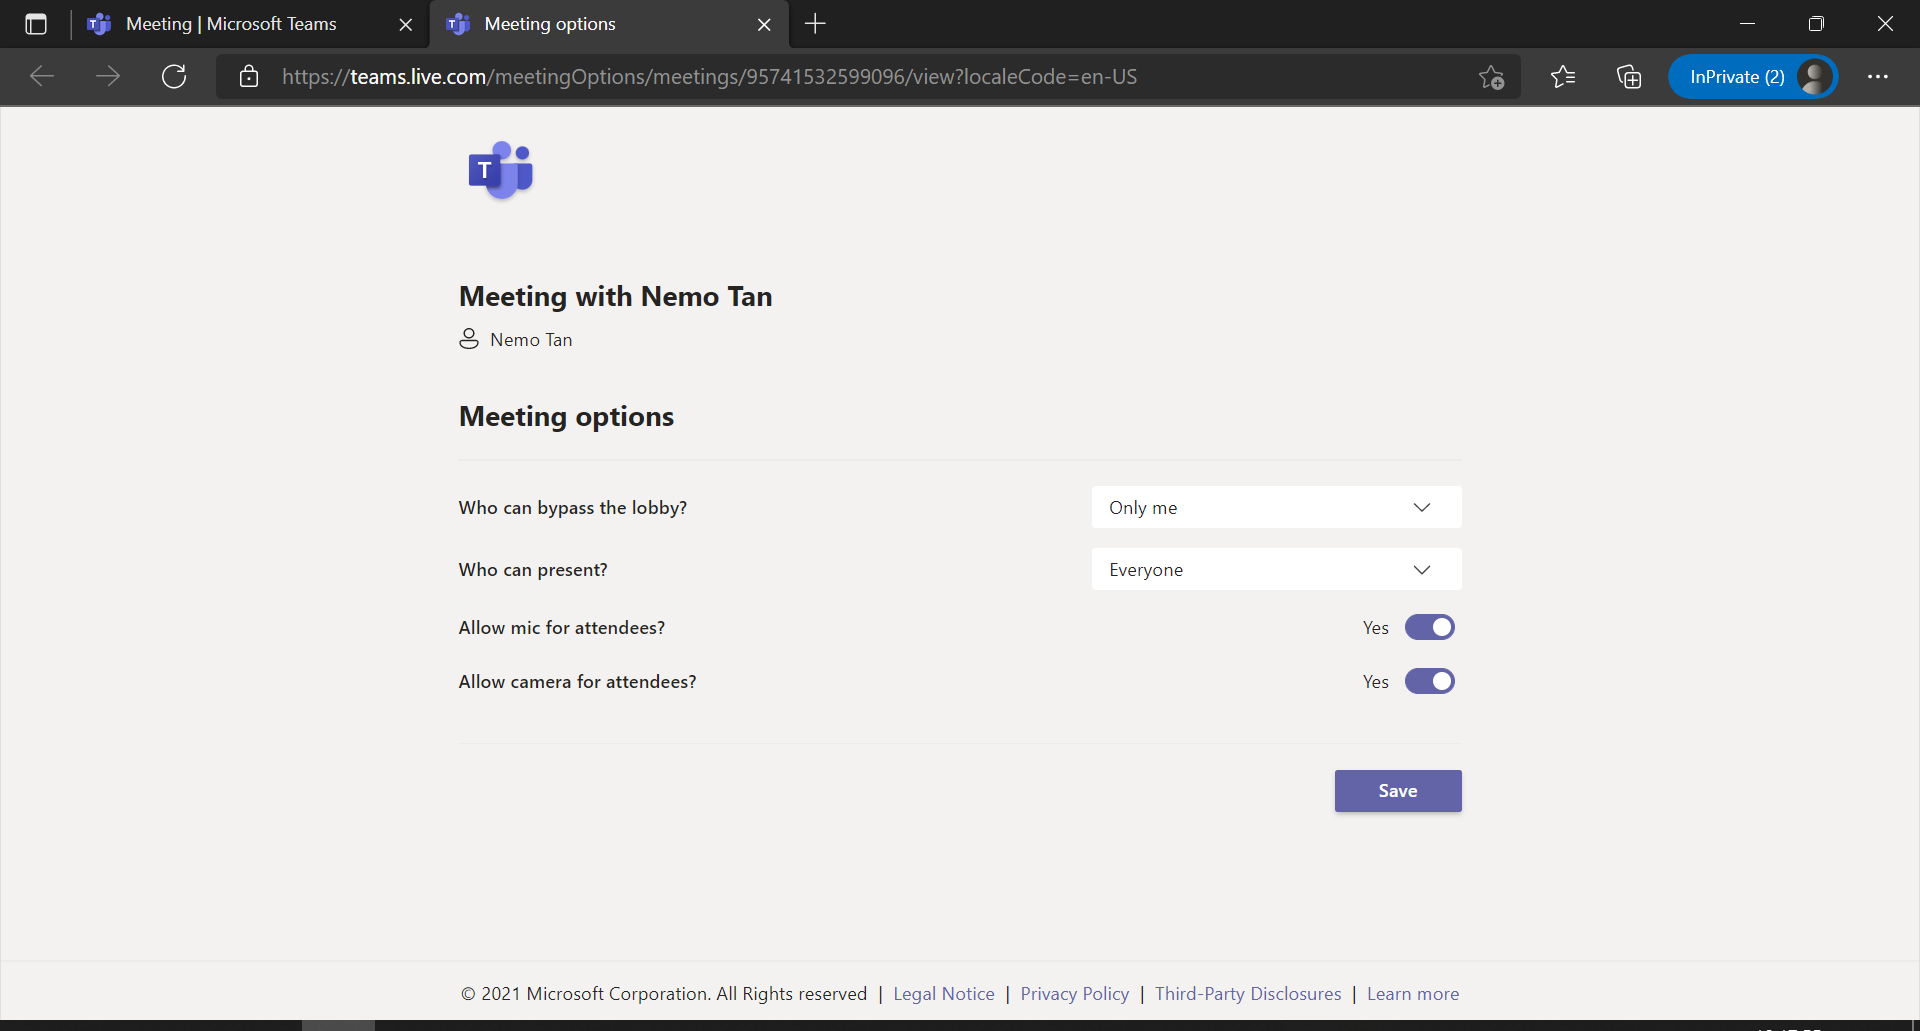 Meeting | Microsoft Teams
Meeting options
https://teams.live.com/meetingOptions/meetings/95741532599096/view?localeCode=en-US
InPrivate (2)
T
Meeting with Nemo Tan
Nemo Tan
Meeting options
Who can bypass the lobby?
Only me
Who can present?
Everyone
Allow mic for attendees?
Yes
Allow camera for attendees?
Yes
Save
© 2021 Microsoft Corporation. All Rights reserved | Legal Notice | Privacy Policy | Third-Party Disclosures | Learn more